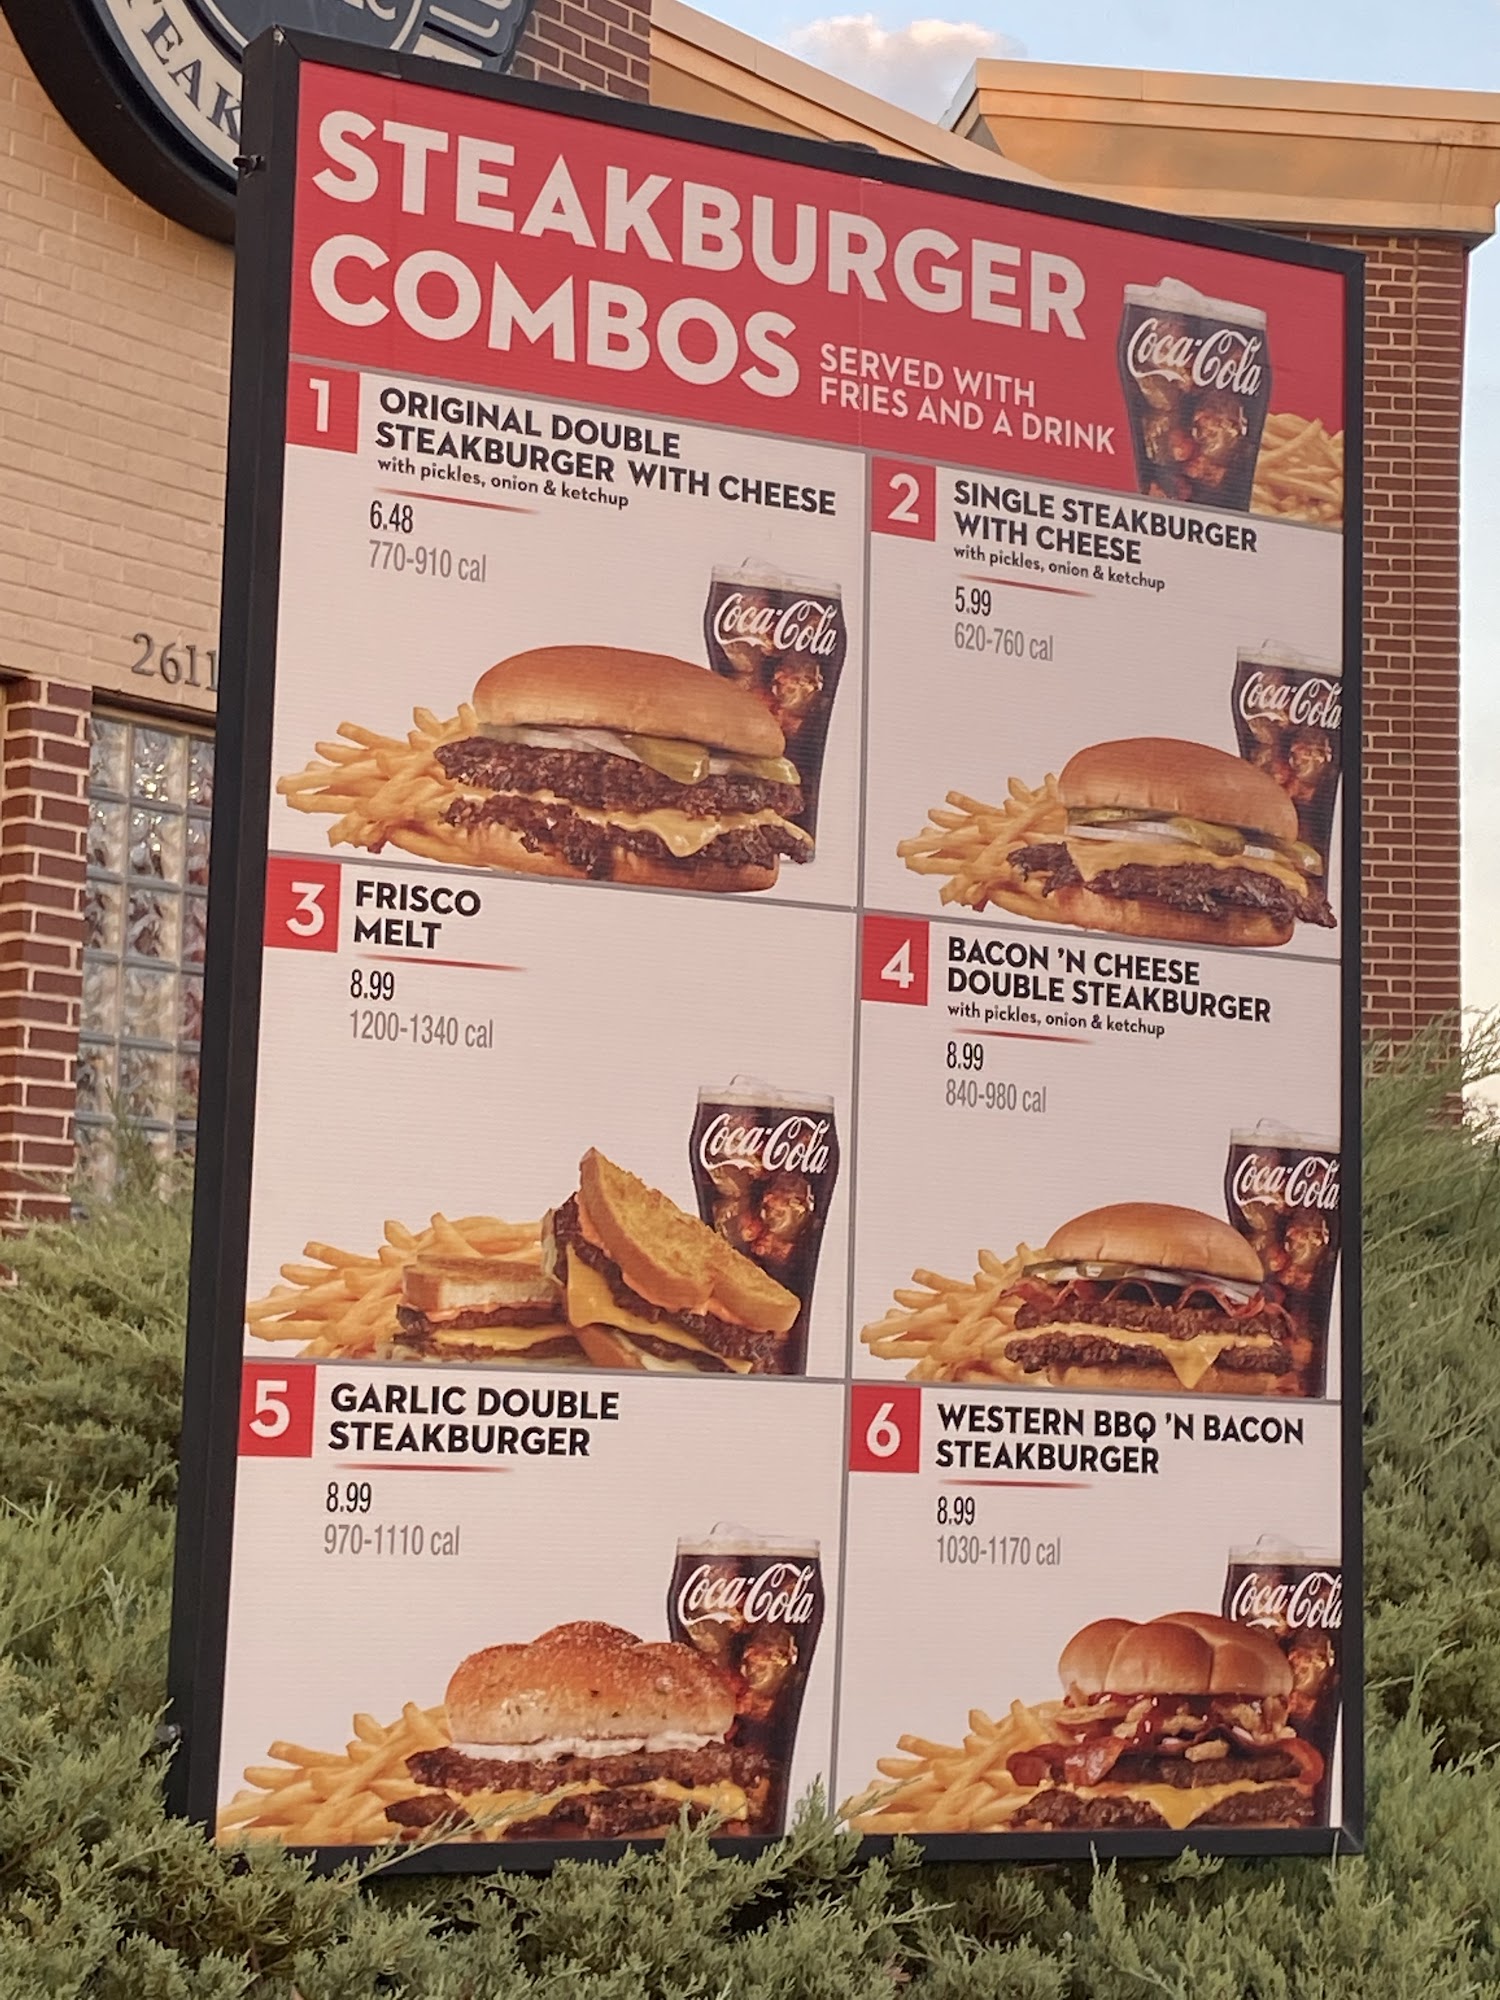 STEAK
STEAKBURGER
COMBOS
SERVED WITH
FRIES AND A DRINK
Coca-Cola
1
ORIGINAL DOUBLE
STEAKBURGER WITH CHEESE
with pickles, onion & ketchup
6.48
770-910 cal
Coca-Cola
2
SINGLE STEAKBURGER
WITH CHEESE
with pickles, onion & ketchup
5.99
620-760 cal
Coca-Cola
2611
3
FRISCO
MELT
8.99
1200-1340 cal
Coca-Cola
4
BACON 'N CHEESE
DOUBLE STEAKBURGER
with pickles, onion & ketchup
8.99
840-980 cal
Coca-Cola
5
GARLIC DOUBLE
STEAKBURGER
8.99
970-1110 cal
Coca-Cola
6
WESTERN BBQ 'N BACON
STEAKBURGER
8.99
1030-1170 cal
Coca-Cola